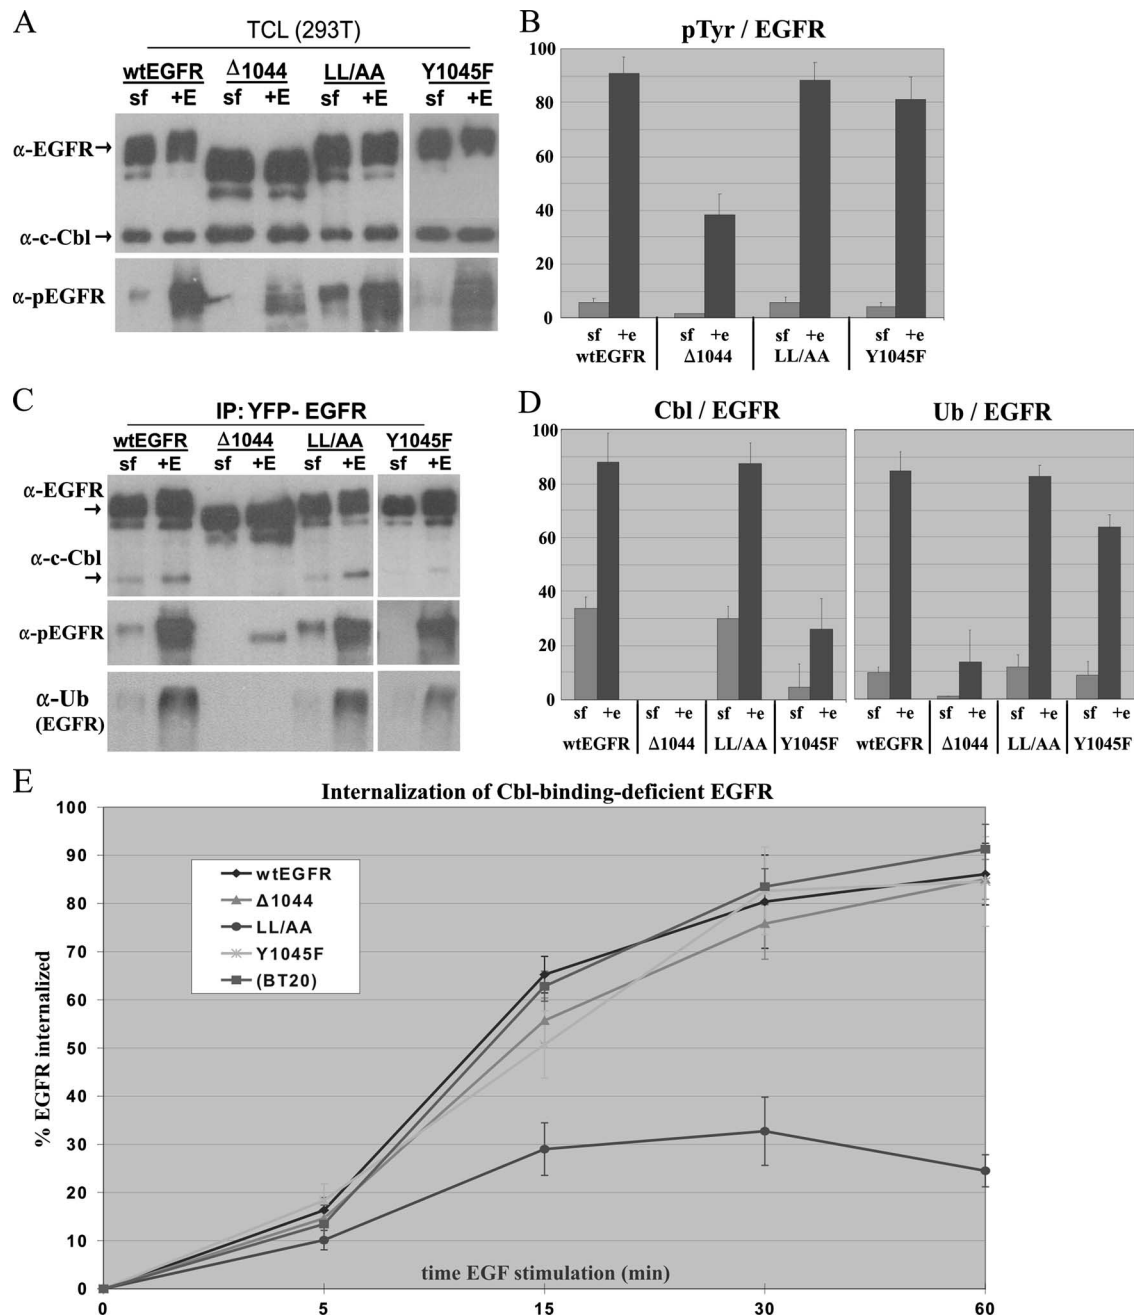 A
TCL (293T)
wtEGFR Δ1044 LL/AA Y1045F
sf +E sf +E sf +E sf +E
α-EGFR
α-c-Cbl
α-pEGFR
B
pTyr / EGFR
100
80
60
40
20
0
sf +e sf +e sf +e sf +e
wtEGFR Δ1044 LL/AA Y1045F
C
IP: YFP- EGFR
wtEGFR Δ1044 LL/AA Y1045F
sf +E sf +E sf +E sf +E
α-EGFR
α-c-Cbl
α-pEGFR
α-Ub
(EGFR)
D
Cbl / EGFR
100
80
60
40
20
0
sf +e sf +e sf +e sf +e
wtEGFR Δ1044 LL/AA Y1045F
Ub / EGFR
sf +e sf +e sf +e sf +e
wtEGFR Δ1044 LL/AA Y1045F
E
Internalization of Cbl-binding-deficient EGFR
% EGFR internalized
100
90
80
70
60
50
40
30
20
10
0
wtEGFR
Δ1044
LL/AA
Y1045F
(BT20)
time EGF stimulation (min)
0 5 15 30 60